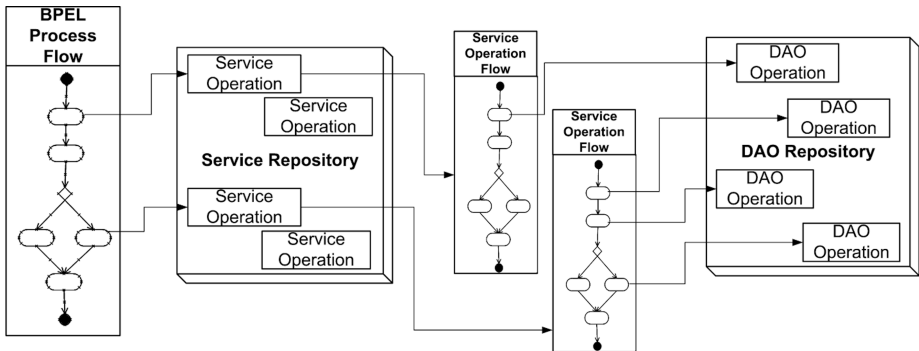 BPEL
Process
Flow
Service
Operation
Service
Operation
Service Repository
Service
Operation
Service
Operation
Service
Operation
Flow
Service
Operation
Flow
DAO
Operation
DAO
Operation
DAO Repository
DAO
Operation
DAO
Operation